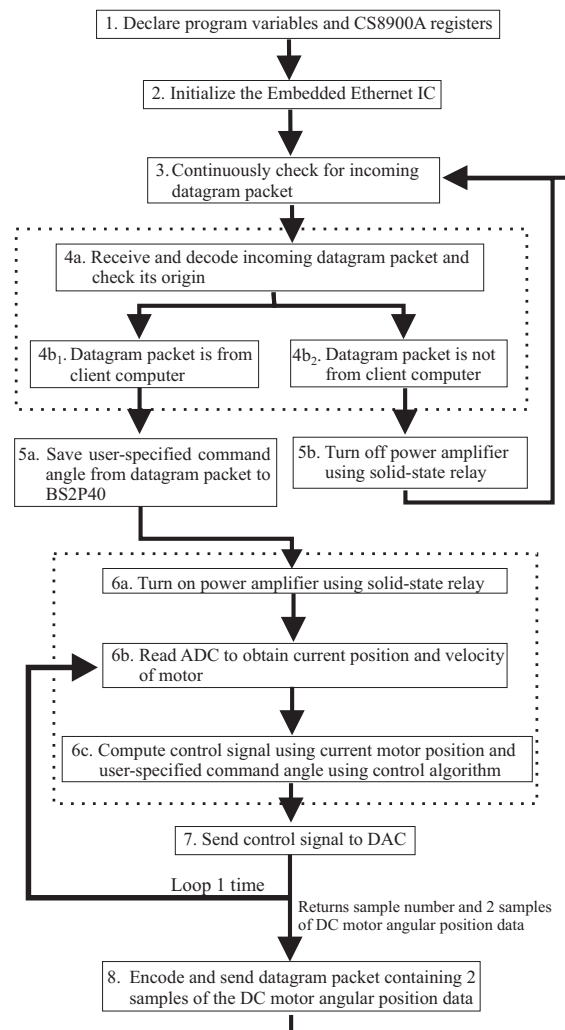 1. Declare program variables and CS8900A registers
2. Initialize the Embedded Ethernet IC
3. Continuously check for incoming
datagram packet
4a. Receive and decode incoming datagram packet and
check its origin
4b₁. Datagram packet is from
client computer
4b₂. Datagram packet is not
from client computer
5a. Save user-specified command
angle from datagram packet to
BS2P40
5b. Turn off power amplifier
using solid-state relay
6a. Turn on power amplifier using solid-state relay
6b. Read ADC to obtain current position and velocity
of motor
6c. Compute control signal using current motor position and
user-specified command angle using control algorithm
7. Send control signal to DAC
Loop 1 time
Returns sample number and 2 samples
of DC motor angular position data
8. Encode and send datagram packet containing 2
samples of the DC motor angular position data